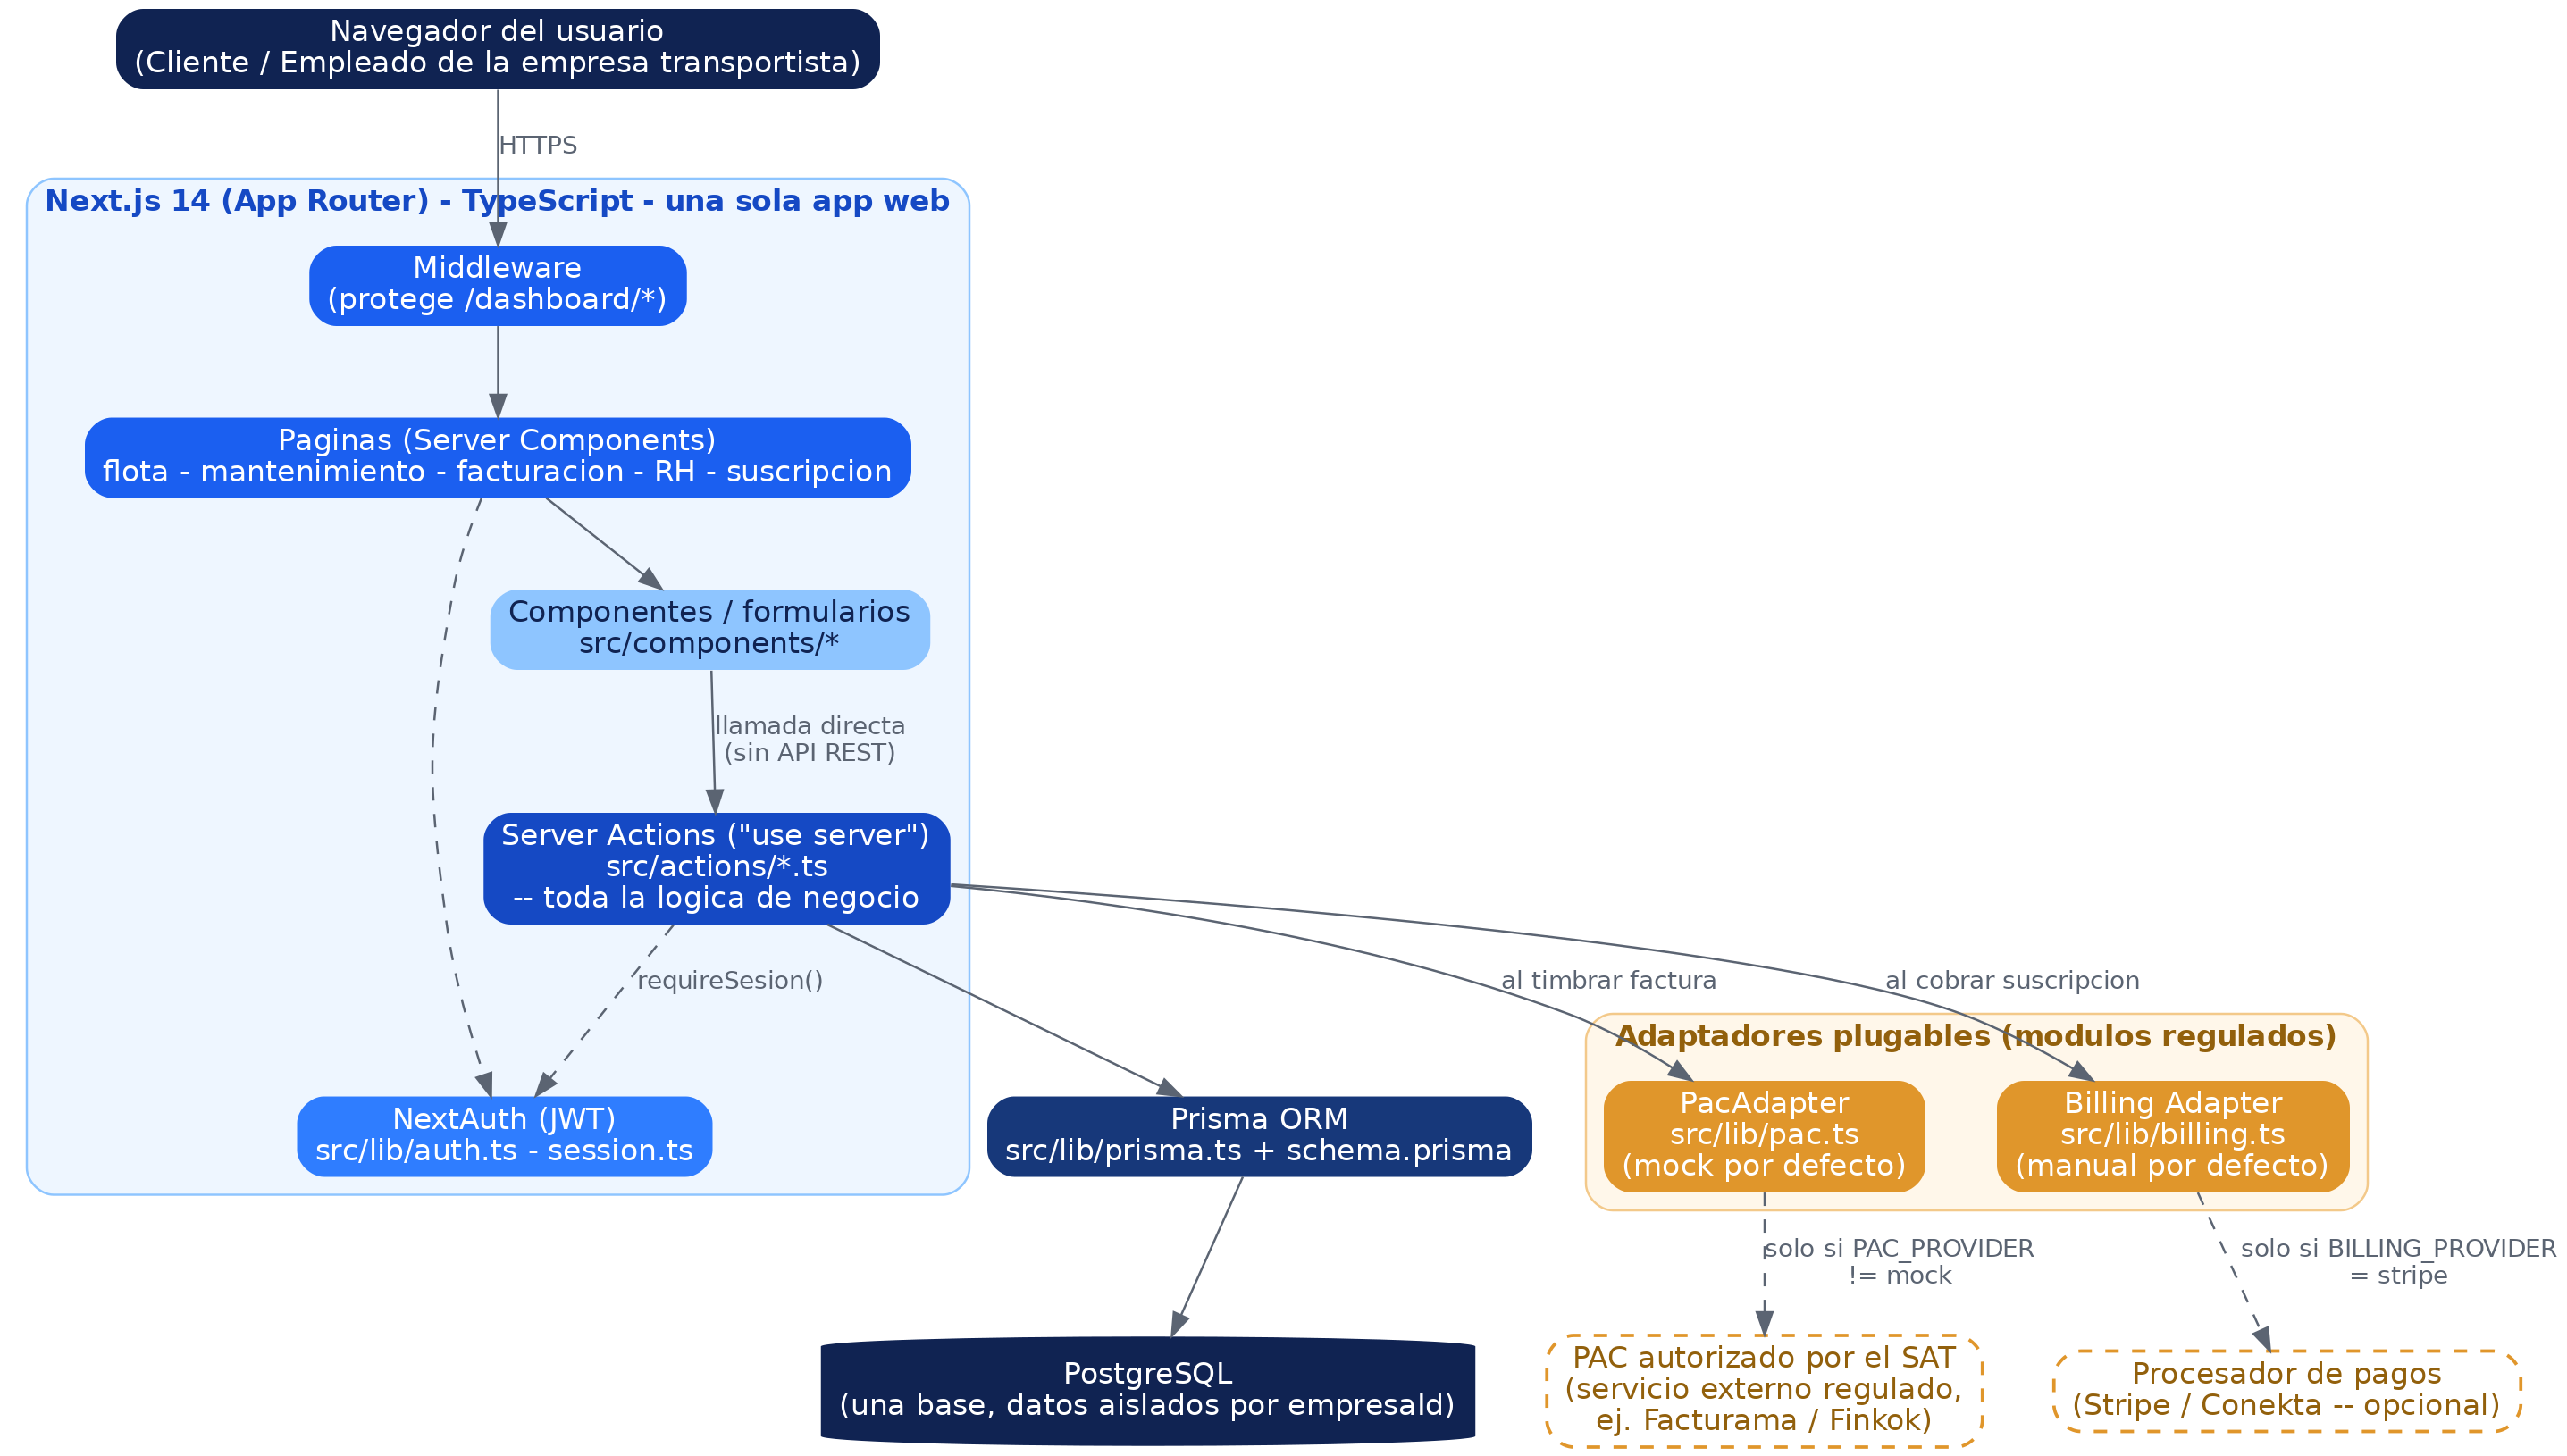 Navegador del usuario
(Cliente / Empleado de la empresa transportista)
HTTPS
Next.js 14 (App Router) - TypeScript - una sola app web
Middleware
(protege /dashboard/*)
Paginas (Server Components)
flota - mantenimiento - facturacion - RH - suscripcion
Componentes / formularios
src/components/*
llamada directa
(sin API REST)
Server Actions ("use server")
src/actions/*.ts
-- toda la logica de negocio
requireSesion()
al timbrar factura
al cobrar suscripcion
Adaptadores plugables (modulos regulados)
NextAuth (JWT)
src/lib/auth.ts - session.ts
Prisma ORM
src/lib/prisma.ts + schema.prisma
PacAdapter
src/lib/pac.ts
(mock por defecto)
Billing Adapter
src/lib/billing.ts
(manual por defecto)
solo si PAC_PROVIDER
!= mock
solo si BILLING_PROVIDER
= stripe
PostgreSQL
(una base, datos aislados por empresaId)
PAC autorizado por el SAT
(servicio externo regulado,
ej. Facturama / Finkok)
Procesador de pagos
(Stripe / Conekta -- opcional)